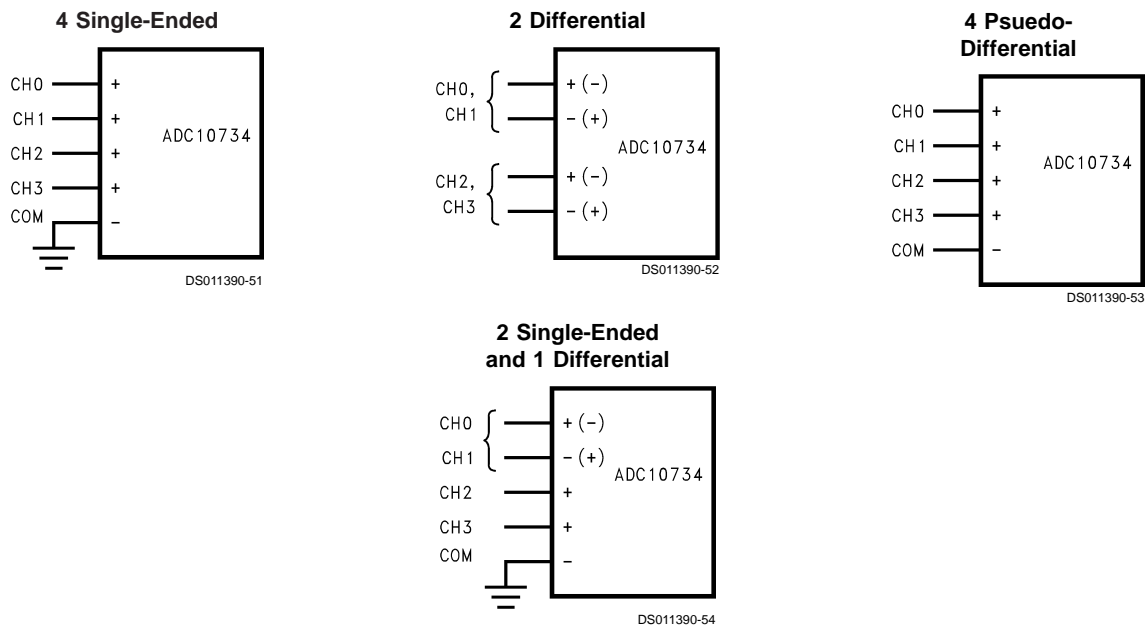 4 Single-Ended
CH0
CH1
CH2
CH3
COM
+
+
+
+
−
ADC10734
DS011390-51
2 Differential
CH0,
CH1
CH2,
CH3
+ (−)
− (+)
+ (−)
− (+)
ADC10734
DS011390-52
4 Psuedo-
Differential
CH0
CH1
CH2
CH3
COM
+
+
+
+
−
ADC10734
DS011390-53
2 Single-Ended
and 1 Differential
CH0
CH1
CH2
CH3
COM
+ (−)
− (+)
+
+
−
ADC10734
DS011390-54